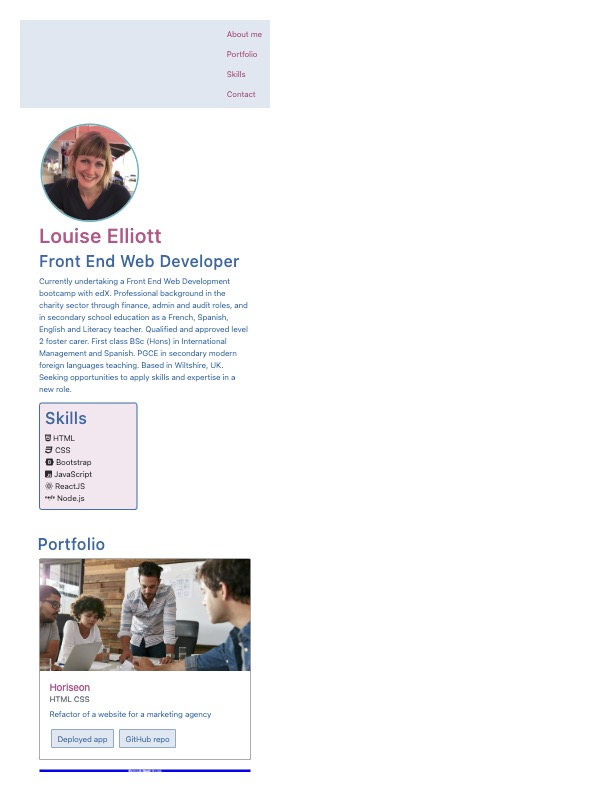 About me
Portfolio
Skills
Contact
Louise Elliott
Front End Web Developer
Currently undertaking a Front End Web Development
bootcamp with edX. Professional background in the
charity sector through finance, admin and audit roles, and
in secondary school education as a French, Spanish,
English and Literacy teacher. Qualified and approved level
2 foster carer. First class BSc (Hons) in International
Management and Spanish. PGCE in secondary modern
foreign languages teaching. Based in Wiltshire, UK.
Seeking opportunities to apply skills and expertise in a
new role.
Skills
HTML
CSS
Bootstrap
JavaScript
ReactJS
Node.js
Portfolio
Horiseon
HTML CSS
Refactor of a website for a marketing agency
Deployed app
GitHub repo